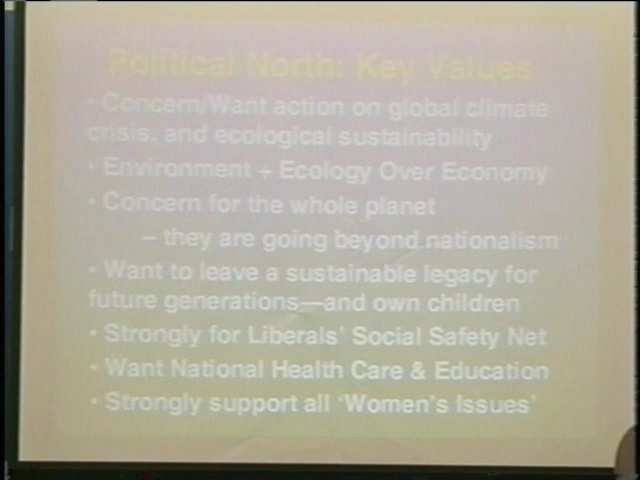 Political North: Key Values
• Concern/Want action on global climate
crisis, and ecological sustainability
• Environment + Ecology Over Economy
• Concern for the whole planet
– they are going beyond nationalism
• Want to leave a sustainable legacy for
future generations—and own children
• Strongly for Liberals' Social Safety Net
• Want National Health Care & Education
• Strongly support all 'Women's Issues'